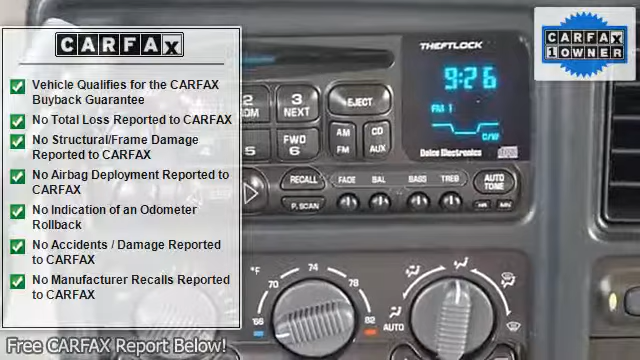 CARFAX
Vehicle Qualifies for the CARFAX
Buyback Guarantee
No Total Loss Reported to CARFAX
No Structural/Frame Damage
Reported to CARFAX
No Airbag Deployment Reported to
CARFAX
No Indication of an Odometer
Rollback
No Accidents / Damage Reported
to CARFAX
No Manufacturer Recalls Reported
to CARFAX
Free CARFAX Report Below!
CARFAX
1 OWNER
THEFTLOCK
9:26
FM 1
C/W
Delco Electronics
2
3
NEXT
EJECT
5
FWD
6
AM
FM
CD
AUX
RECALL
P.SCAN
FADE BAL BASS TREB
AUTO
TONE
°F
66 70 74 78 82
AUTO